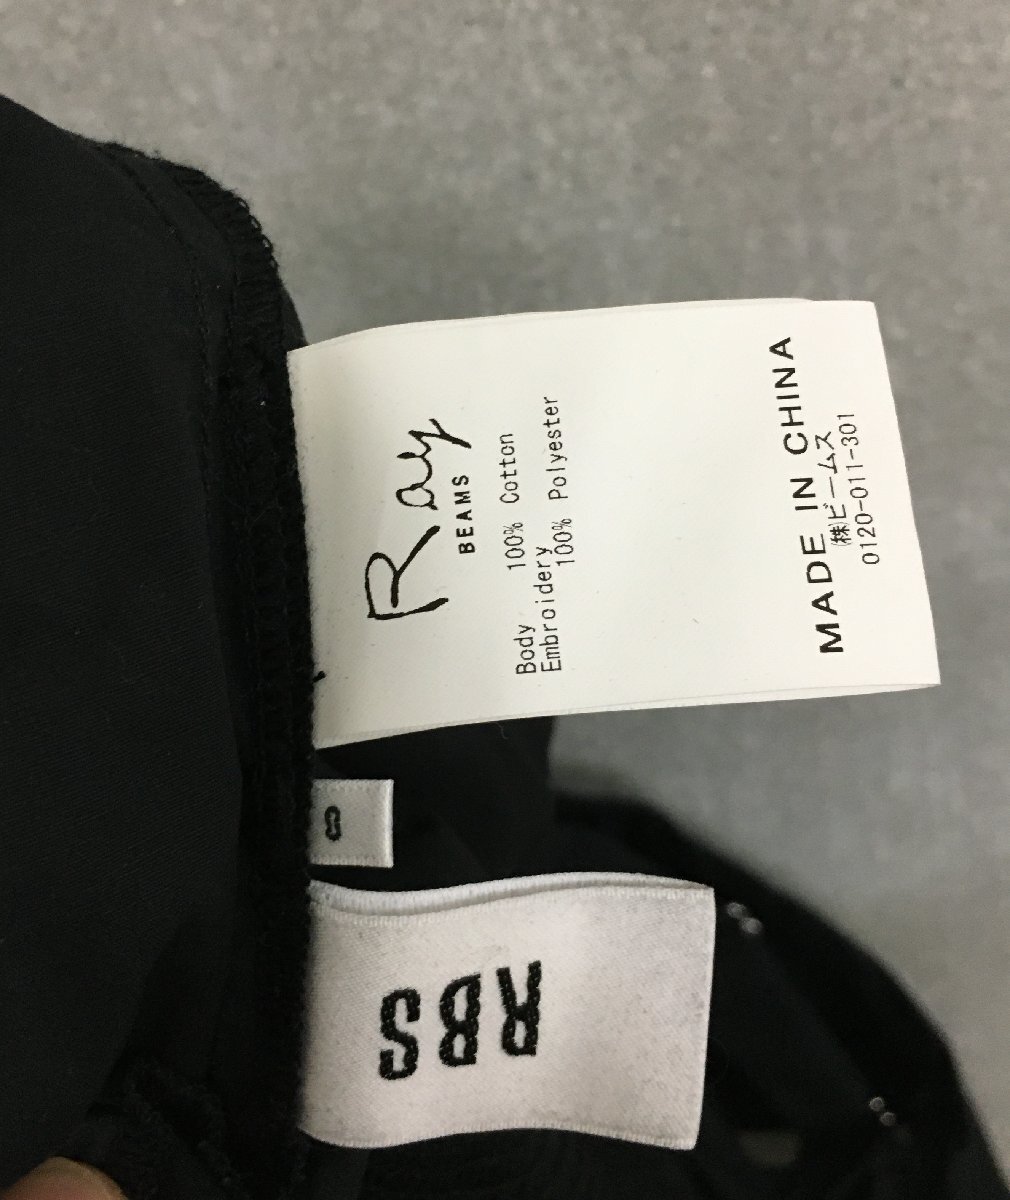 Ray
BEAMS
Body 100% Cotton
Embroidery
100% Polyester
MADE IN CHINA
㈱ビームス
0120-011-301
8
RBS